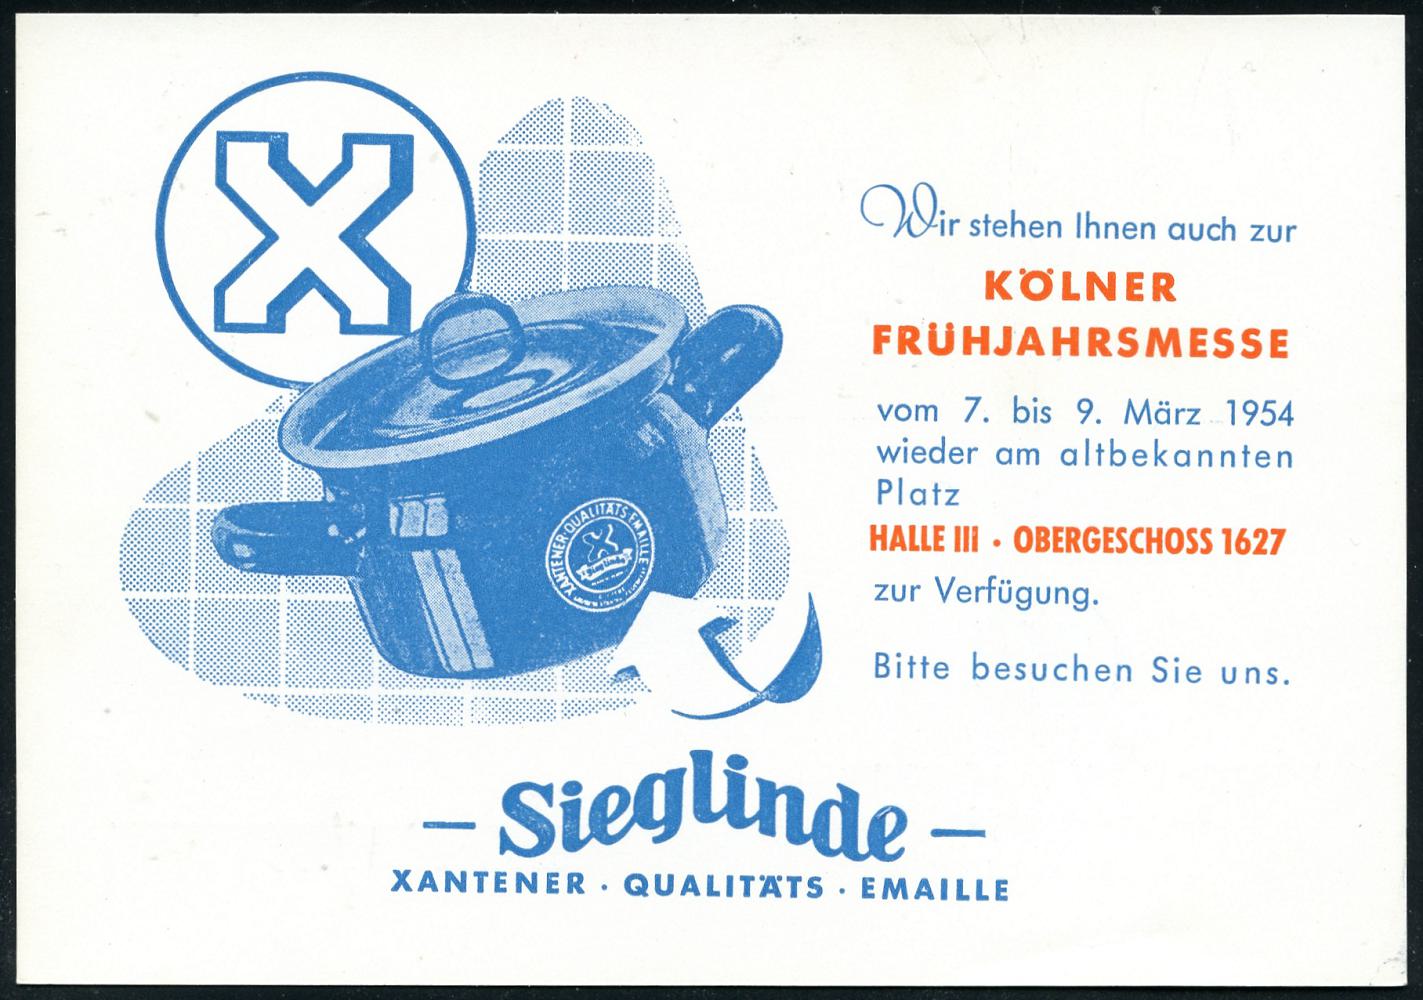 X
Wir stehen Ihnen auch zur
KÖLNER
FRÜHJAHRSMESSE
vom 7. bis 9. März 1954
wieder am altbekannten
Platz
HALLE III · OBERGESCHOSS 1627
zur Verfügung.
Bitte besuchen Sie uns.
XANTENER QUALITÄTS EMAILLE
X
Sieglinde
— Sieglinde —
XANTENER · QUALITÄTS · EMAILLE